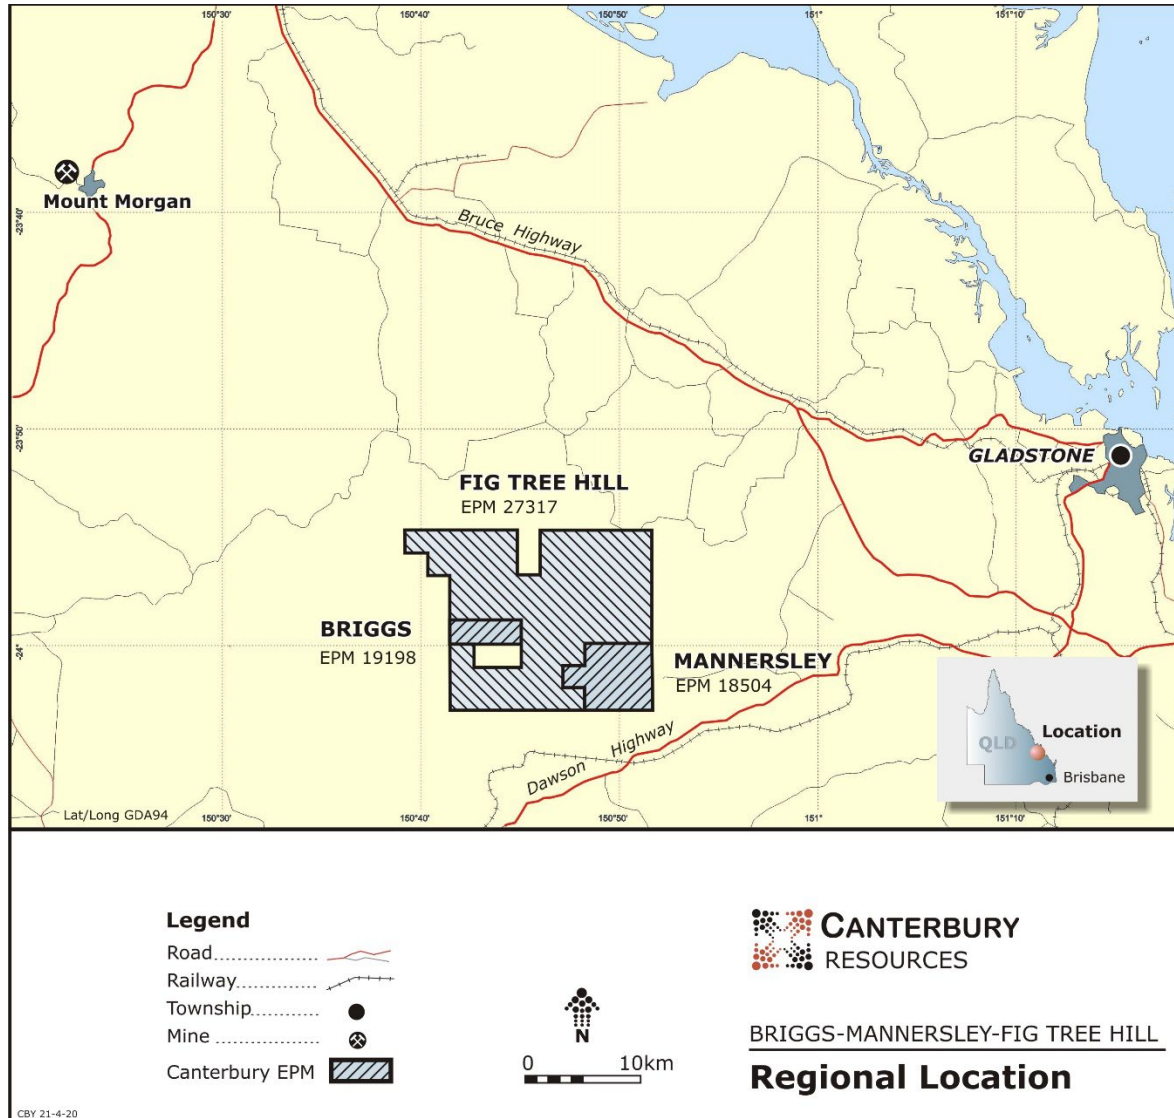 150°30'
150°40'
150°50'
151°
151°10'
Mount Morgan
-23°40'
Bruce Highway
-23°50'
GLADSTONE
FIG TREE HILL
EPM 27317
BRIGGS
EPM 19198
-24°
MANNERSLEY
EPM 18504
QLD
Location
Brisbane
Dawson Highway
Lat/Long GDA94
150°30'
150°40'
150°50'
151°
151°10'
Legend
Road
Railway
Township
Mine
Canterbury EPM
N
0 10km
CANTERBURY
RESOURCES
BRIGGS-MANNERSLEY-FIG TREE HILL
Regional Location
CBY 21-4-20